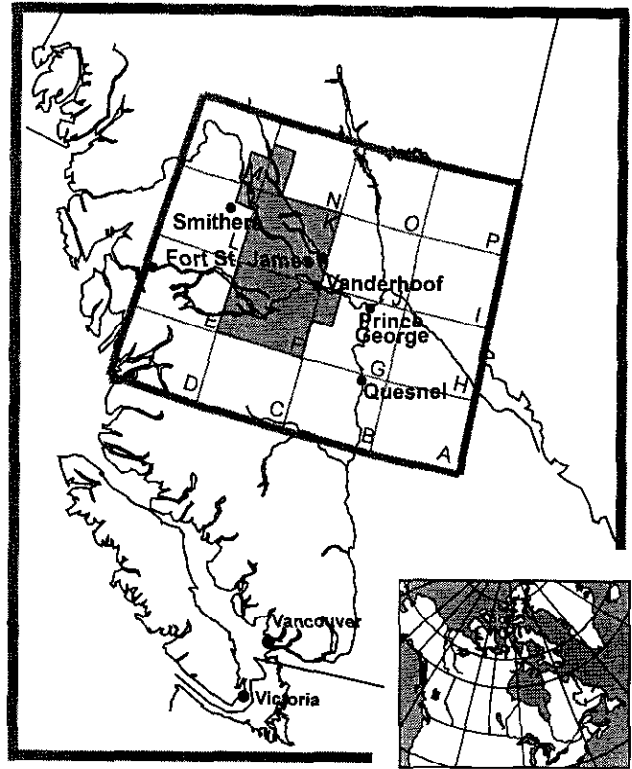 M
N
O
P
Smithers
K
L
Fort St. James
Vanderhoof
J
I
E
Prince
George
F
G
H
D
Quesnel
C
B
A
Vancouver
Victoria